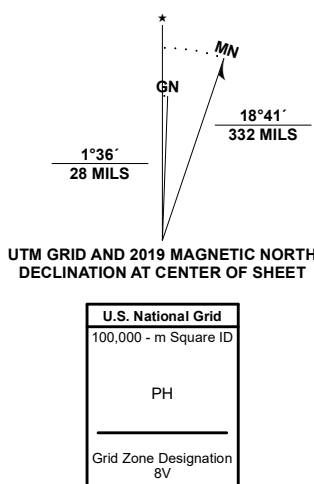 ★
MN
GN
18°41´
332 MILS
1°36´
28 MILS
UTM GRID AND 2019 MAGNETIC NORTH
DECLINATION AT CENTER OF SHEET
U.S. National Grid
100,000 - m Square ID
PH
Grid Zone Designation
8V